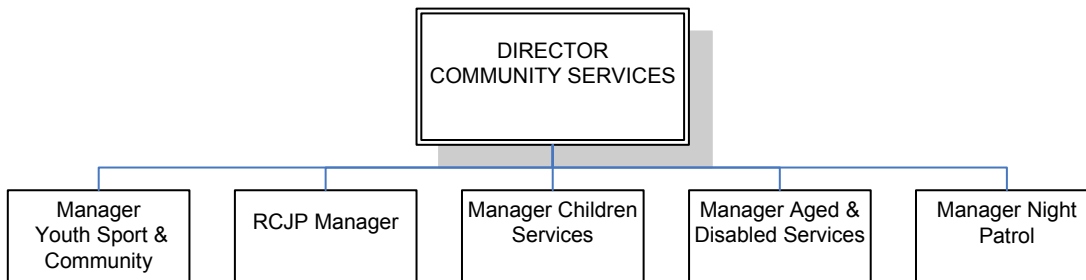 DIRECTOR
COMMUNITY SERVICES
Manager
Youth Sport &
Community
RCJP Manager
Manager Children
Services
Manager Aged &
Disabled Services
Manager Night
Patrol